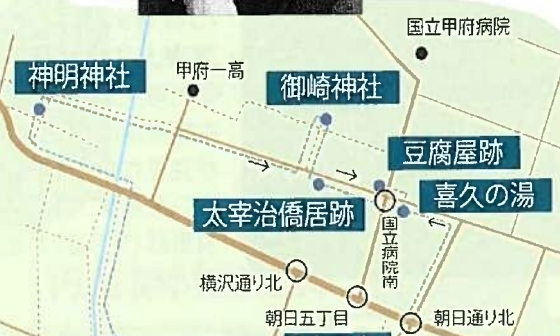 国立甲府病院
神明神社
甲府一高
御崎神社
豆腐屋跡
喜久の湯
太宰治僑居跡
国立病院南
横沢通り北
朝日五丁目
朝日通り北